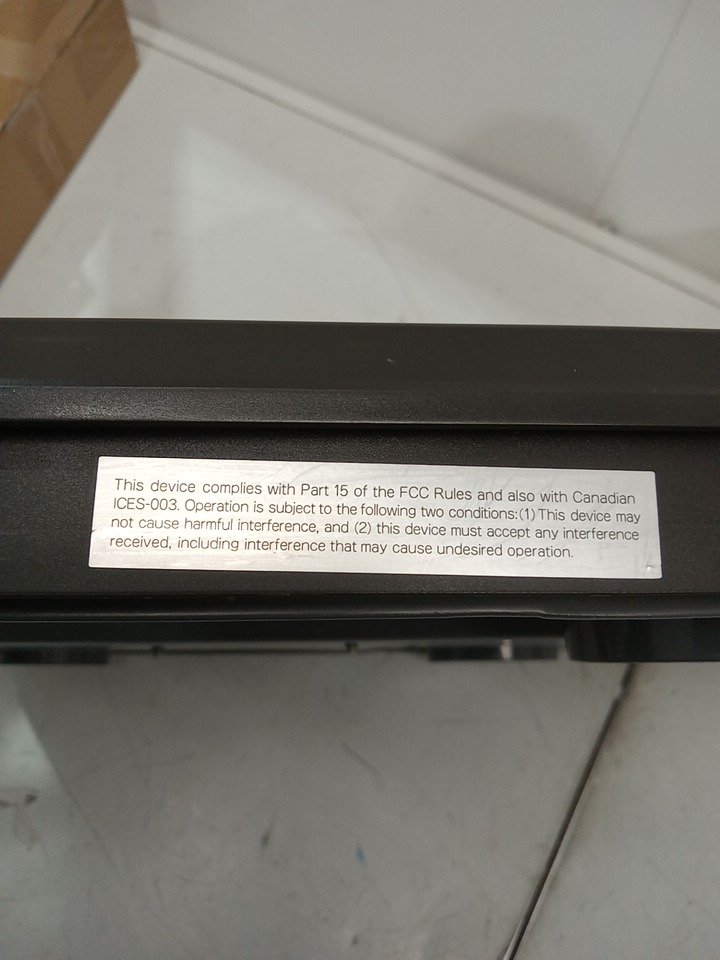 This device complies with Part 15 of the FCC Rules and also with Canadian
ICES-003. Operation is subject to the following two conditions:(1) This device may
not cause harmful interference, and (2) this device must accept any interference
received, including interference that may cause undesired operation.